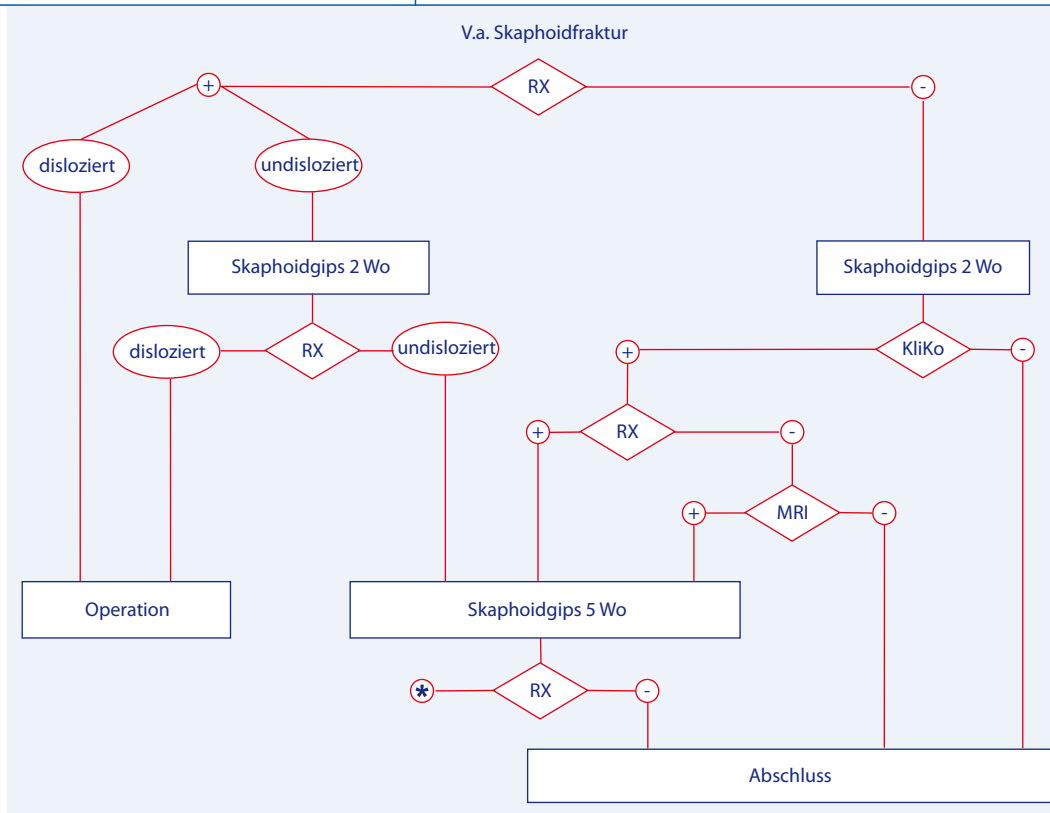 V.a. Skaphoidfraktur
+ RX -
disloziert undisloziert
Skaphoidgips 2 Wo Skaphoidgips 2 Wo
disloziert RX undisloziert + KliKo -
+ RX -
+ MRI -
Operation Skaphoidgips 5 Wo
* RX -
Abschluss